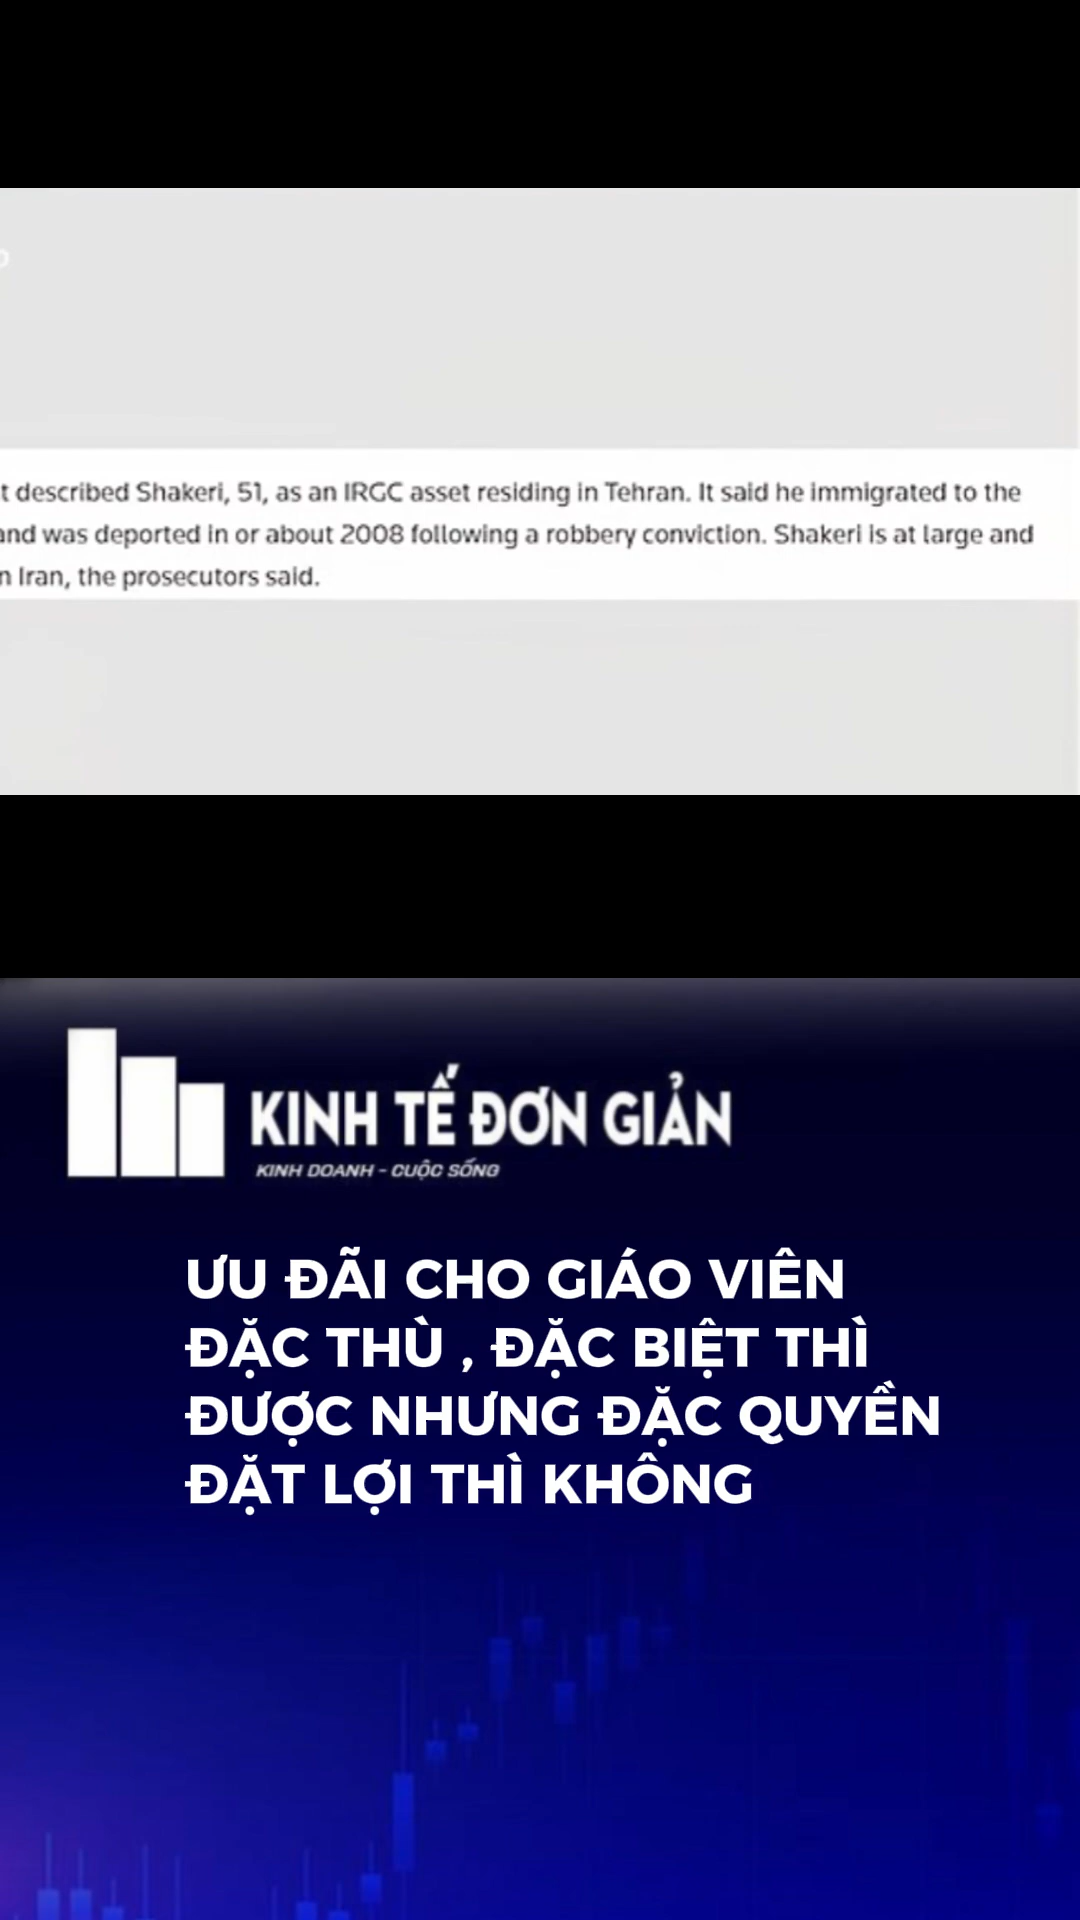 t described Shakeri, 51, as an IRGC asset residing in Tehran. It said he immigrated to the
and was deported in or about 2008 following a robbery conviction. Shakeri is at large and
n Iran, the prosecutors said.
KINH TẾ ĐƠN GIẢN
KINH DOANH - CUỘC SỐNG
ƯU ĐÃI CHO GIÁO VIÊN
ĐẶC THÙ , ĐẶC BIỆT THÌ
ĐƯỢC NHƯNG ĐẶC QUYỀN
ĐẶT LỢI THÌ KHÔNG